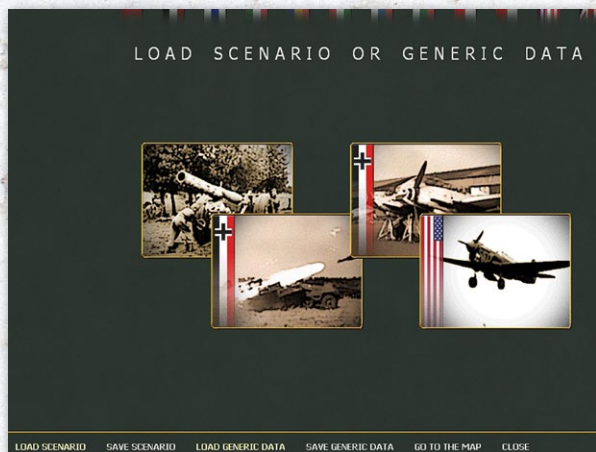 LOAD SCENARIO OR GENERIC DATA
LOAD SCENARIO SAVE SCENARIO LOAD GENERIC DATA SAVE GENERIC DATA GO TO THE MAP CLOSE